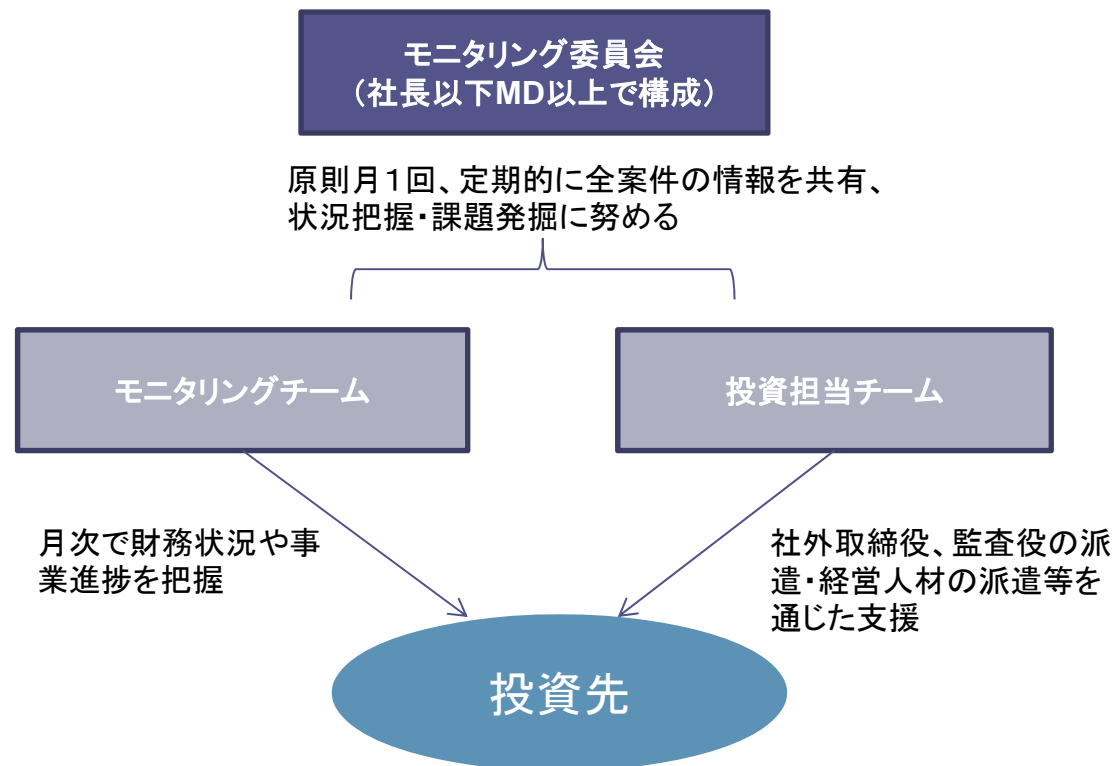 モニタリング委員会
（社長以下MD以上で構成）
原則月１回、定期的に全案件の情報を共有、
状況把握・課題発掘に努める
モニタリングチーム
投資担当チーム
月次で財務状況や事
業進捗を把握
社外取締役、監査役の派
遣・経営人材の派遣等を
通じた支援
投資先